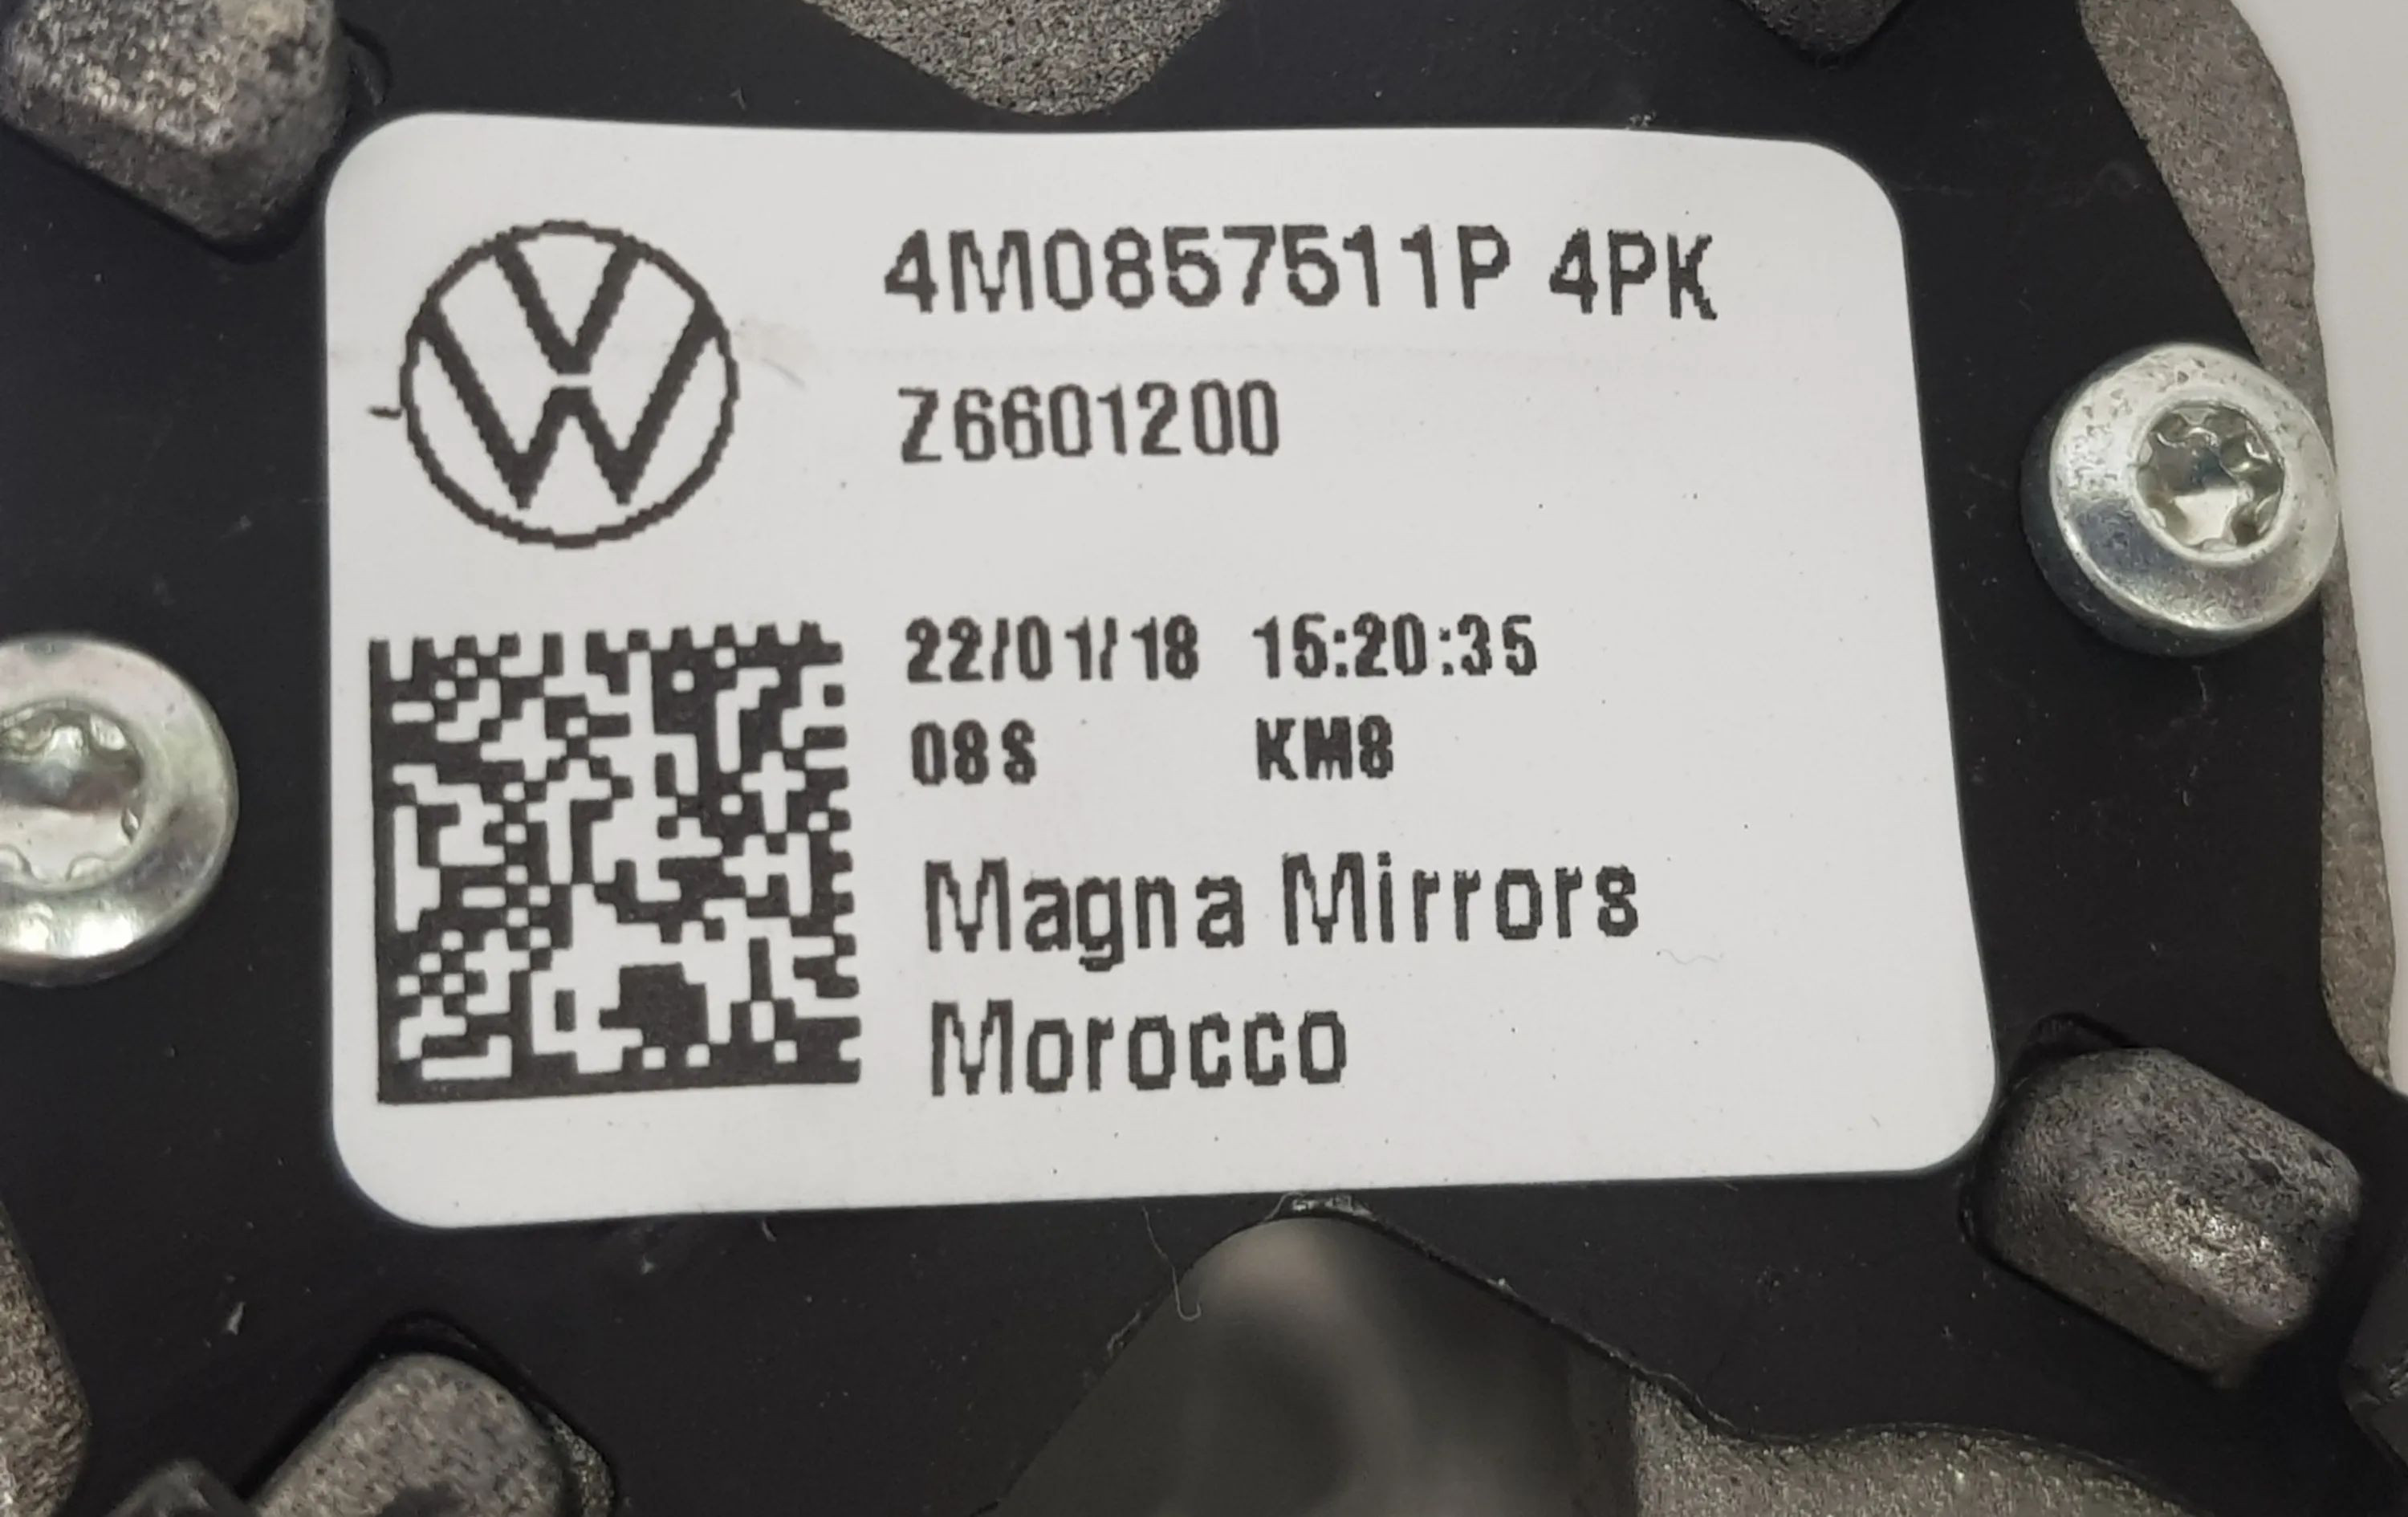 4M0857511P 4PK
Z6601200
22/01/18 15:20:35
08S KM8
Magna Mirrors
Morocco